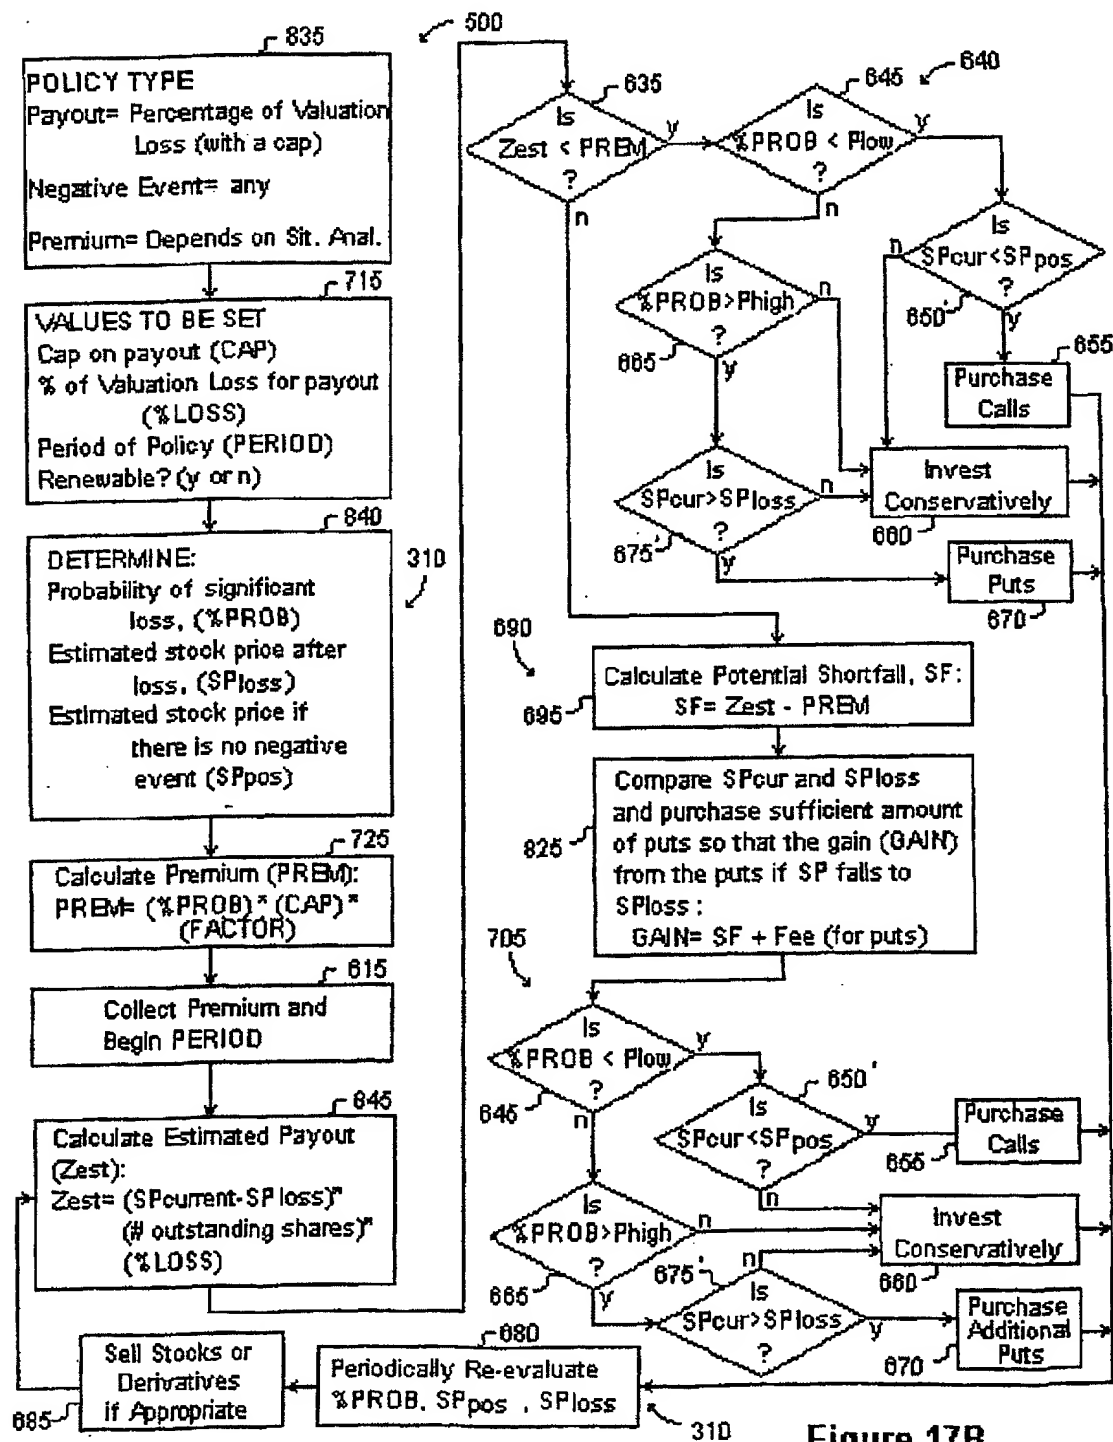 835
500
POLICY TYPE
Payout= Percentage of Valuation
Loss (with a cap)
Negative Event= any
Premium= Depends on Sit. Anal.
715
VALUES TO BE SET
Cap on payout (CAP)
% of Valuation Loss for payout
(%LOSS)
Period of Policy (PERIOD)
Renewable? (y or n)
840
DETERMINE:
Probability of significant
loss, (%PROB)
Estimated stock price after
loss, (SPloss)
Estimated stock price if
there is no negative
event (SPpos)
310
725
Calculate Premium (PREM):
PREM= (%PROB)* (CAP)*
(FACTOR)
615
Collect Premium and
Begin PERIOD
845
Calculate Estimated Payout
(Zest):
Zest= (SPcurrent-SPloss)*
(# outstanding shares)*
(%LOSS)
635
Is
Zest < PREM
?
y
n
645
640
Is
%PROB < Plow
?
y
n
Is
SPcur<SPpos
?
n
y
650'
655
Purchase
Calls
Is
%PROB>Phigh
?
n
y
665
Is
SPcur>SPloss
?
n
y
675'
Invest
Conservatively
660
Purchase
Puts
670
690
Calculate Potential Shortfall, SF:
SF= Zest - PREM
695
Compare SPcur and SPloss
and purchase sufficient amount
of puts so that the gain (GAIN)
from the puts if SP falls to
SPloss :
GAIN= SF + Fee (for puts)
825
705
Is
%PROB < Plow
?
y
n
645
650'
Is
SPcur<SPpos
?
y
n
Purchase
Calls
655
Is
%PROB>Phigh
?
n
y
665
Invest
Conservatively
660
675'
n
Is
SPcur>SPloss
?
y
Purchase
Additional
Puts
670
680
Periodically Re-evaluate
%PROB, SPpos , SPloss
310
Sell Stocks or
Derivatives
if Appropriate
685
Figure 17B